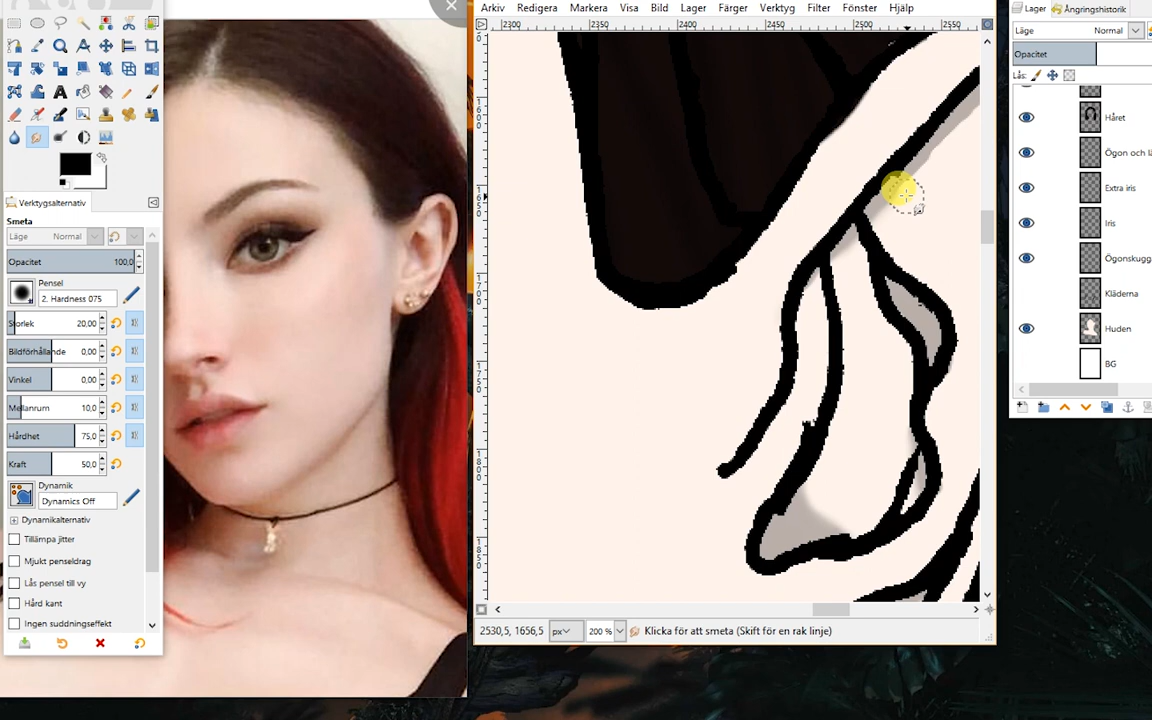 Arkiv Redigera Markera Visa Bild Lager Färger Verktyg Filter Fönster Hjälp
Lager Ångringshistorik
2300 2350 2400 2450 2500 2550
Läge Normal
Opacitet
Lås:
Håret
Ögon och lä
Extra iris
Iris
Ögonskugg
Kläderna
Huden
BG
Verktygsalternativ
Smeta
Läge Normal
Opacitet 100,0
Pensel
2. Hardness 075
Storlek 20,00
Bildförhållande 0,00
Vinkel 0,00
Mellanrum 10,0
Hårdhet 75,0
Kraft 50,0
Dynamik
Dynamics Off
Dynamikalternativ
Tillämpa jitter
Mjukt penseldrag
Lås pensel till vy
Hård kant
Ingen suddningseffekt
2530,5, 1656,5 px 200 % Klicka för att smeta (Skift för en rak linje)